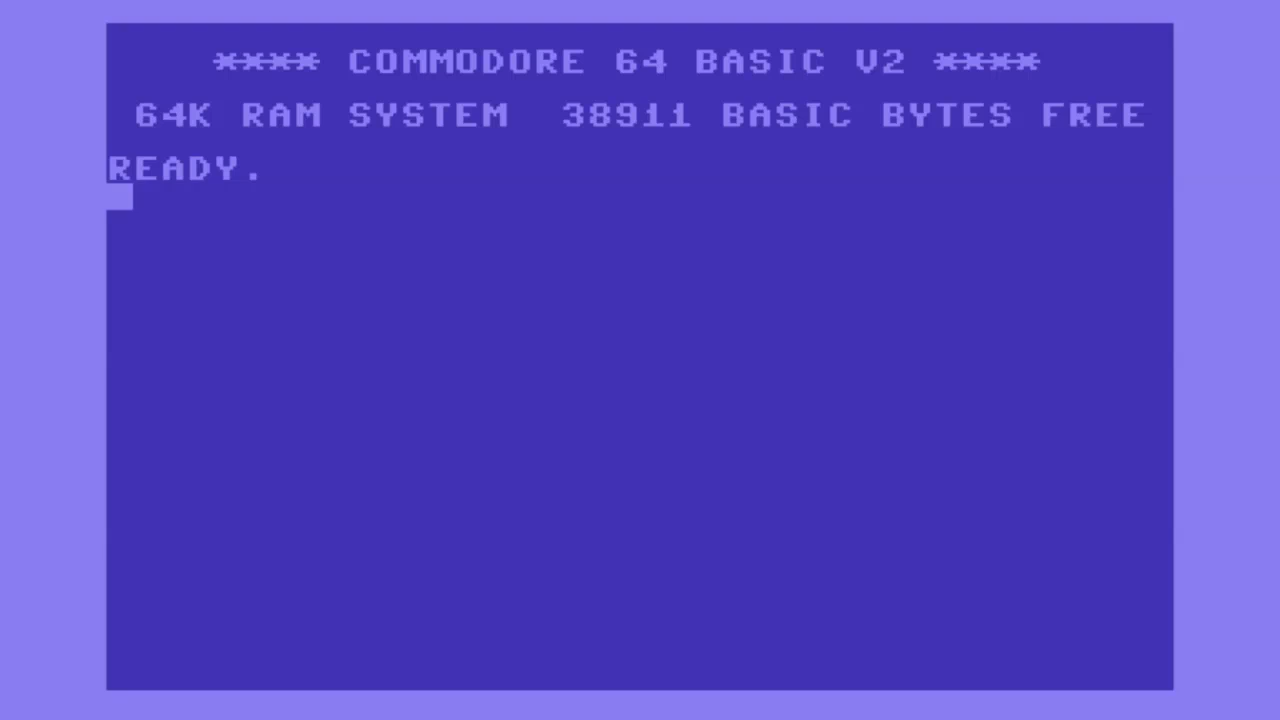 **** COMMODORE 64 BASIC V2 ****
64K RAM SYSTEM  38911 BASIC BYTES FREE
READY.